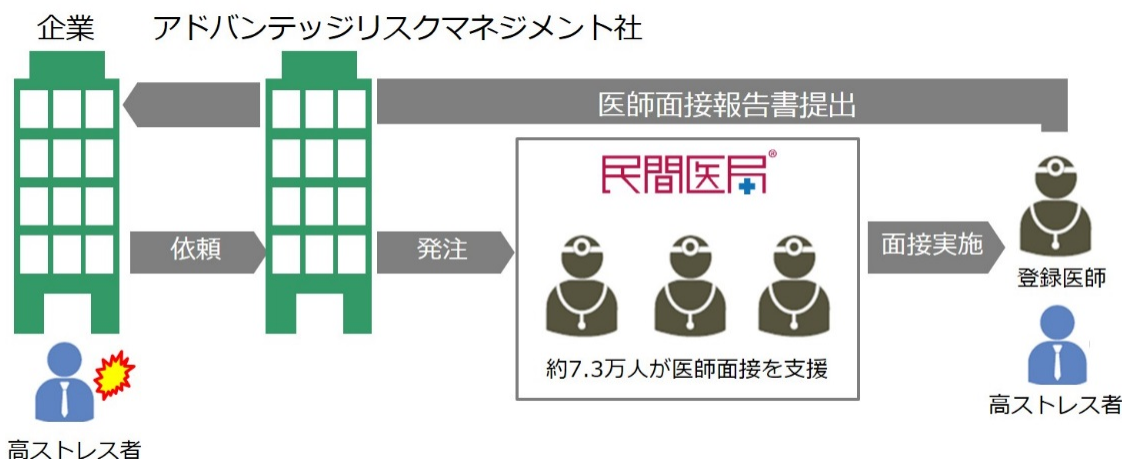 企業
アドバンテッジリスクマネジメント社
医師面接報告書提出
民間医局®
依頼
発注
面接実施
登録医師
約7.3万人が医師面接を支援
高ストレス者
高ストレス者